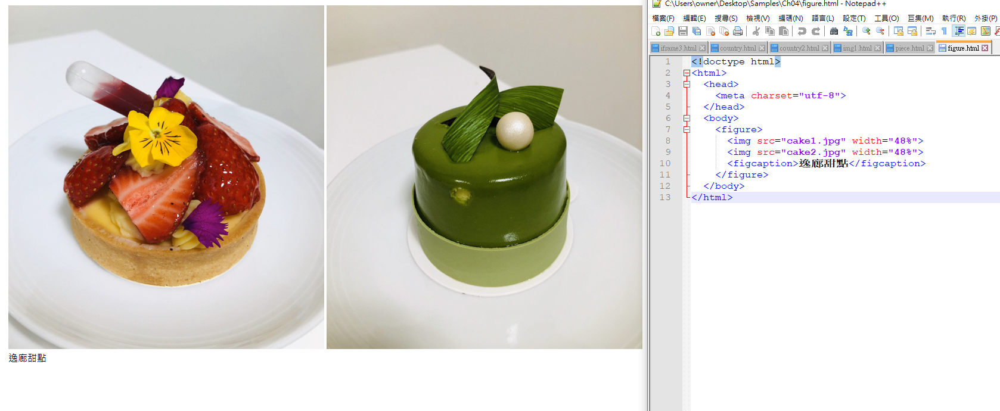 逸廊甜點
C:\Users\owner\Desktop\Samples\Ch04\figure.html - Notepad++
檔案(F) 編輯(E) 搜尋(S) 檢視(V) 編碼(N) 語言(L) 設定(T) 工具(O) 巨集(M) 執行(R) 外掛(P)
iframe3.html country.html country2.html img1.html piece.html figure.html
1 <!doctype html>
2 <html>
3 <head>
4 <meta charset="utf-8">
5 </head>
6 <body>
7 <figure>
8 <img src="cake1.jpg" width="48%">
9 <img src="cake2.jpg" width="48%">
10 <figcaption>逸廊甜點</figcaption>
11 </figure>
12 </body>
13 </html>